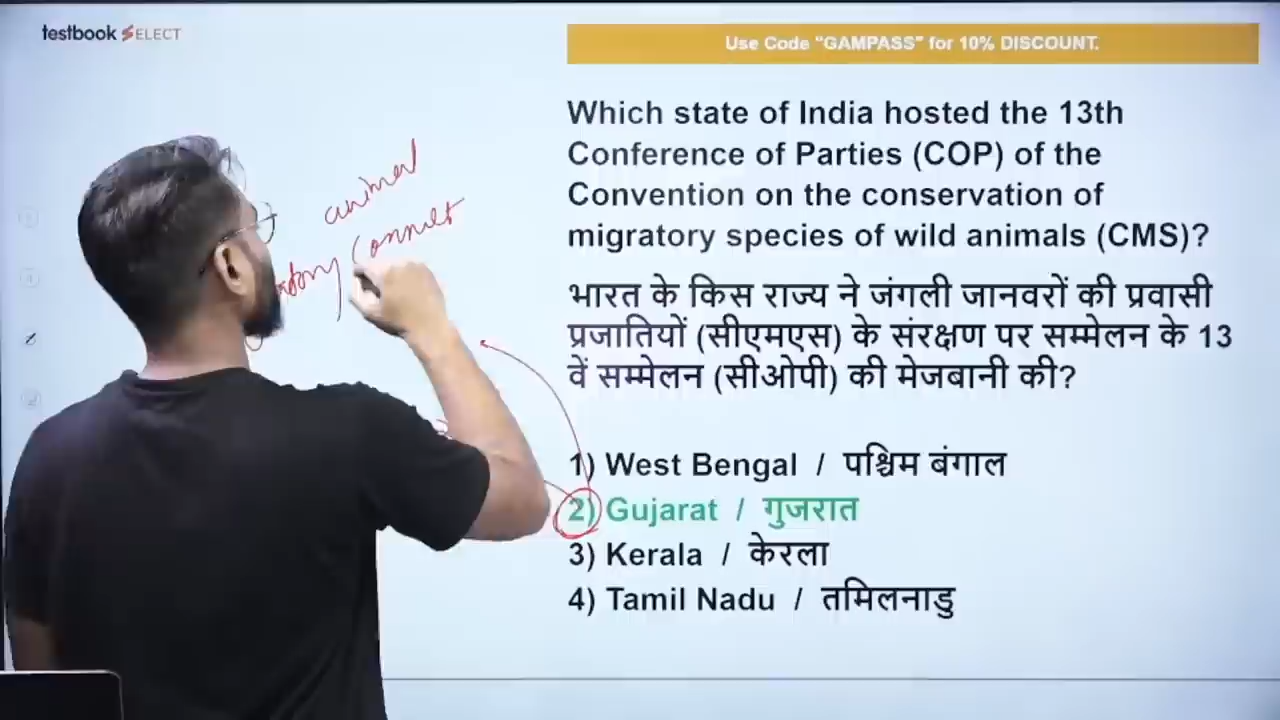 testbook SELECT
Use Code "GAMPASS" for 10% DISCOUNT.
Which state of India hosted the 13th
Conference of Parties (COP) of the
Convention on the conservation of
migratory species of wild animals (CMS)?
भारत के किस राज्य ने जंगली जानवरों की प्रवासी
प्रजातियों (सीएमएस) के संरक्षण पर सम्मेलन के 13
वें सम्मेलन (सीओपी) की मेजबानी की?
1) West Bengal / पश्चिम बंगाल
2) Gujarat / गुजरात
3) Kerala / केरला
4) Tamil Nadu / तमिलनाडु
animal